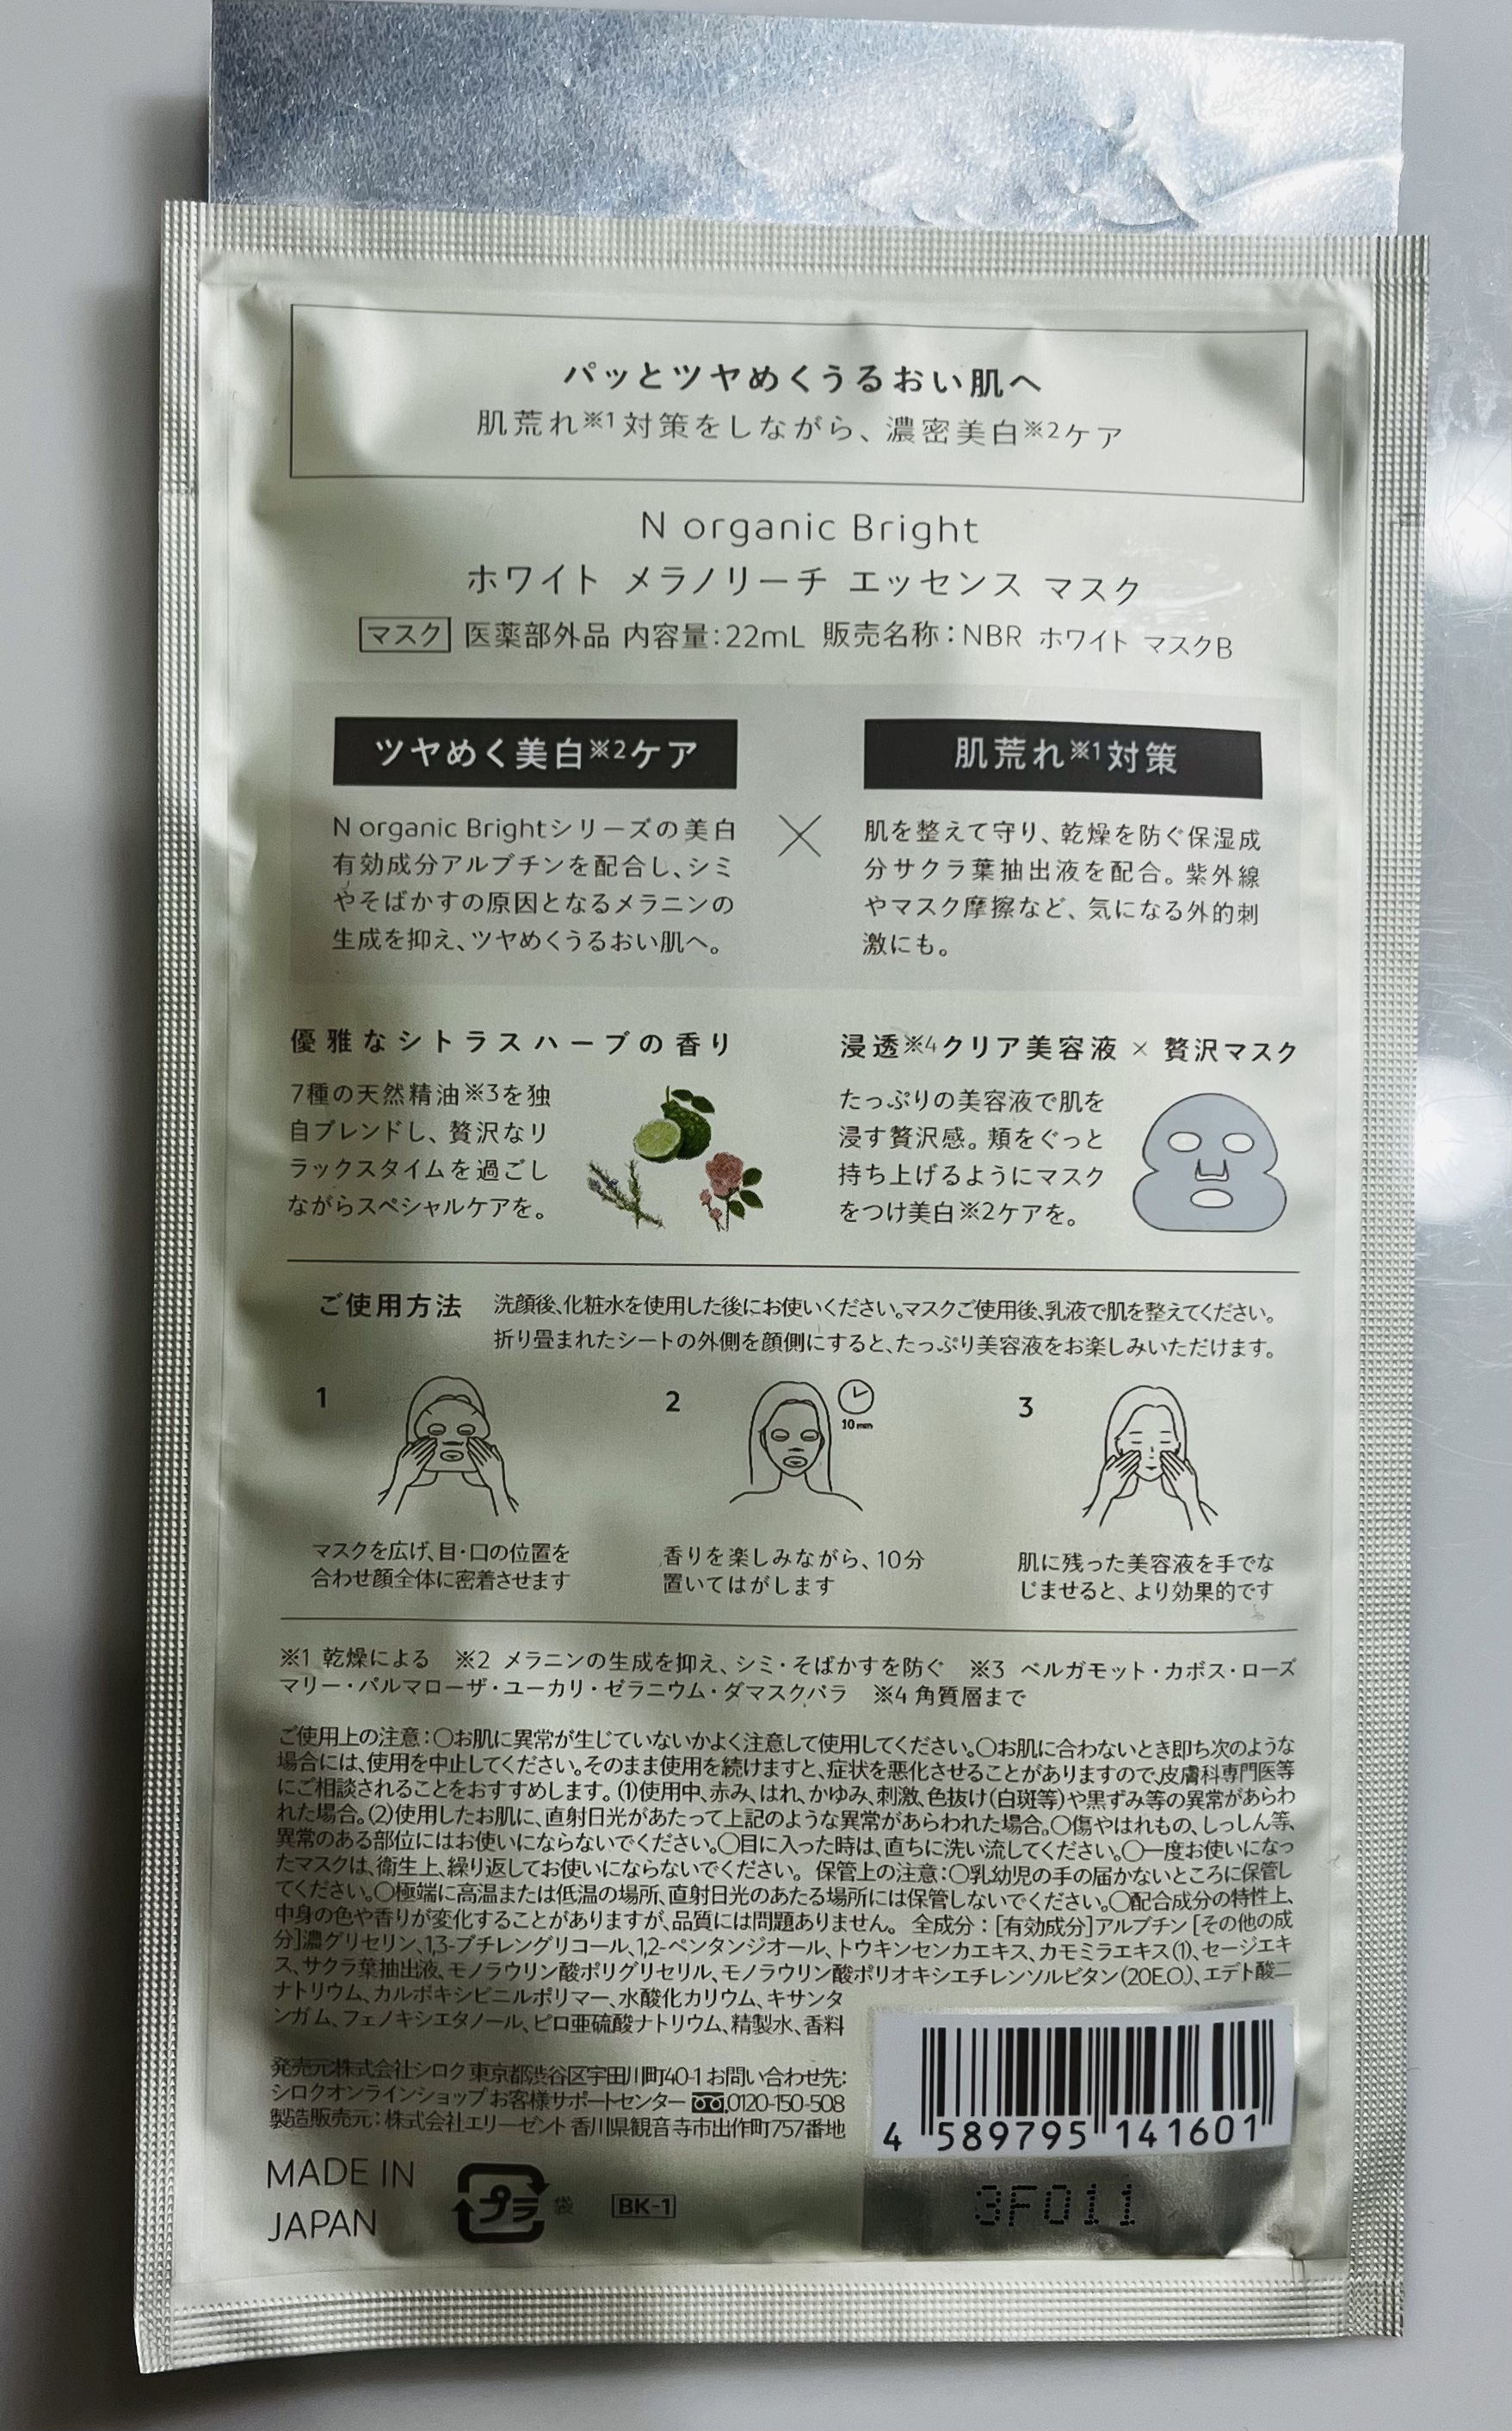 パッとツヤめくうるおい肌へ
肌荒れ※1対策をしながら、濃密美白※2ケア
N organic Bright
ホワイト メラノリーチ エッセンス マスク
マスク 医薬部外品 内容量：22mL 販売名称：NBR ホワイト マスクB
ツヤめく美白※2ケア
N organic Brightシリーズの美白
有効成分アルブチンを配合し、シミ
やそばかすの原因となるメラニンの
生成を抑え、ツヤめくうるおい肌へ。
×
肌荒れ※1対策
肌を整えて守り、乾燥を防ぐ保湿成
分サクラ葉抽出液を配合。紫外線
やマスク摩擦など、気になる外的刺
激にも。
優雅なシトラスハーブの香り
7種の天然精油※3を独
自ブレンドし、贅沢なリ
ラックスタイムを過ごし
ながらスペシャルケアを。
浸透※4クリア美容液 × 贅沢マスク
たっぷりの美容液で肌を
浸す贅沢感。頬をぐっと
持ち上げるようにマスク
をつけ美白※2ケアを。
ご使用方法 洗顔後、化粧水を使用した後にお使いください。マスクご使用後、乳液で肌を整えてください。
折り畳まれたシートの外側を顔側にすると、たっぷり美容液をお楽しみいただけます。
1
マスクを広げ、目・口の位置を
合わせ顔全体に密着させます
2
10min
香りを楽しみながら、10分
置いてはがします
3
肌に残った美容液を手でな
じませると、より効果的です
※1 乾燥による ※2 メラニンの生成を抑え、シミ・そばかすを防ぐ ※3 ベルガモット・カボス・ローズ
マリー・パルマローザ・ユーカリ・ゼラニウム・ダマスクバラ ※4 角質層まで
ご使用上の注意：〇お肌に異常が生じていないかよく注意して使用してください。〇お肌に合わないとき即ち次のような
場合には、使用を中止してください。そのまま使用を続けますと、症状を悪化させることがありますので、皮膚科専門医等
にご相談されることをおすすめします。(1)使用中、赤み、はれ、かゆみ、刺激、色抜け(白斑等)や黒ずみ等の異常があらわ
れた場合。(2)使用したお肌に、直射日光があたって上記のような異常があらわれた場合。〇傷やはれもの、しっしん等、
異常のある部位にはお使いにならないでください。〇目に入った時は、直ちに洗い流してください。〇一度お使いになっ
たマスクは、衛生上、繰り返してお使いにならないでください。 保管上の注意：〇乳幼児の手の届かないところに保管し
てください。〇極端に高温または低温の場所、直射日光のあたる場所には保管しないでください。〇配合成分の特性上、
中身の色や香りが変化することがありますが、品質には問題ありません。 全成分：[有効成分]アルブチン [その他の成
分]濃グリセリン、1,3-ブチレングリコール、1,2-ペンタンジオール、トウキンセンカエキス、カモミラエキス(1)、セージエキ
ス、サクラ葉抽出液、モノラウリン酸ポリグリセリル、モノラウリン酸ポリオキシエチレンソルビタン(20E.O.)、エデト酸二
ナトリウム、カルボキシビニルポリマー、水酸化カリウム、キサンタ
ンガム、フェノキシエタノール、ピロ亜硫酸ナトリウム、精製水、香料
発売元：株式会社シロク 東京都渋谷区宇田川町40-1 お問い合わせ先：
シロクオンラインショップお客様サポートセンター 0120-150-508
製造販売元：株式会社エリーゼント 香川県観音寺市出作町757番地
4 589795 141601
MADE IN
JAPAN
プラ 袋
BK-1
3F011